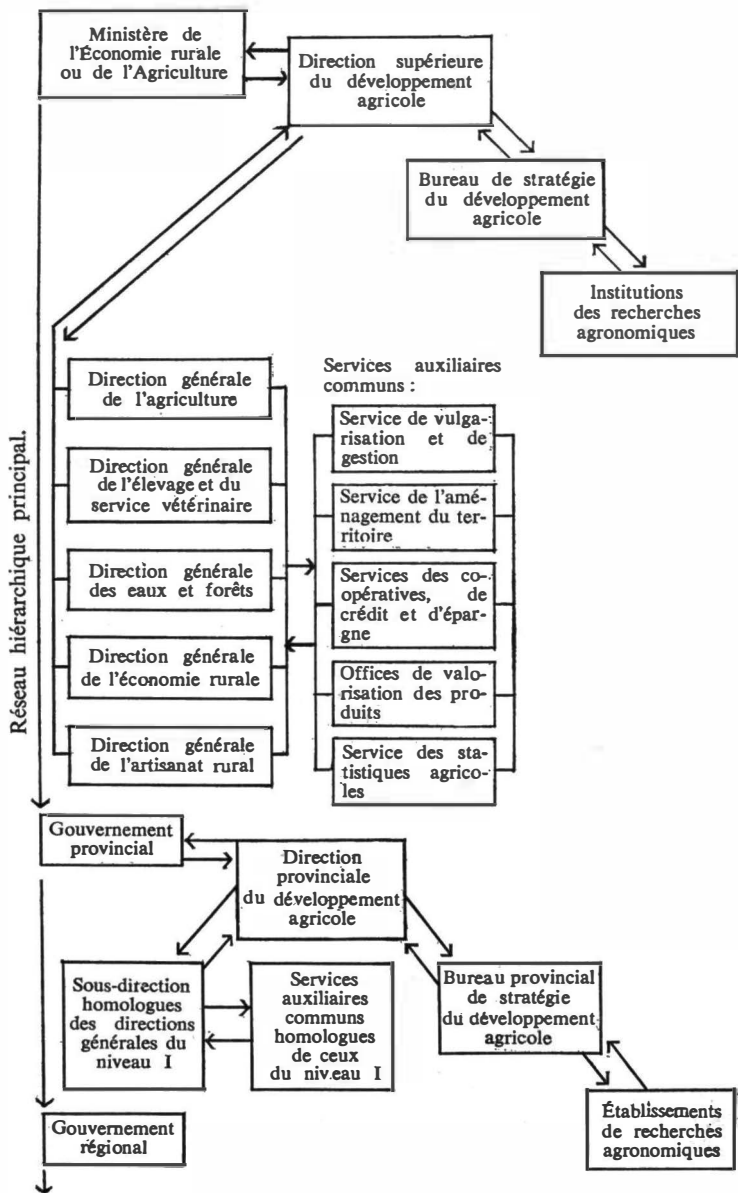 Ministère de
l'Économie rurale
ou de l'Agriculture
Direction supérieure
du développement
agricole
Bureau de stratégie
du développement
agricole
Institutions
des recherches
agronomiques
Réseau hiérarchique principal.
Direction générale
de l'agriculture
Direction générale
de l'élevage et du
service vétérinaire
Direction générale
des eaux et forêts
Direction générale
de l'économie rurale
Direction générale
de l'artisanat rural
Services auxiliaires
communs :
Service de vulga-
risation et de
gestion
Service de l'amé-
nagement du ter-
ritoire
Services des co-
opératives, de
crédit et d'épar-
gne
Offices de valo-
risation des pro-
duits
Service des sta-
tistiques agrico-
les
Gouvernement
provincial
Direction
provinciale
du développement
agricole
Sous-direction
homologues
des directions
générales du
niveau I
Services
auxiliaires
communs
homologues
de ceux
du niveau I
Bureau provincial
de stratégie
du développement
agricole
Établissements
de recherches
agronomiques
Gouvernement
régional